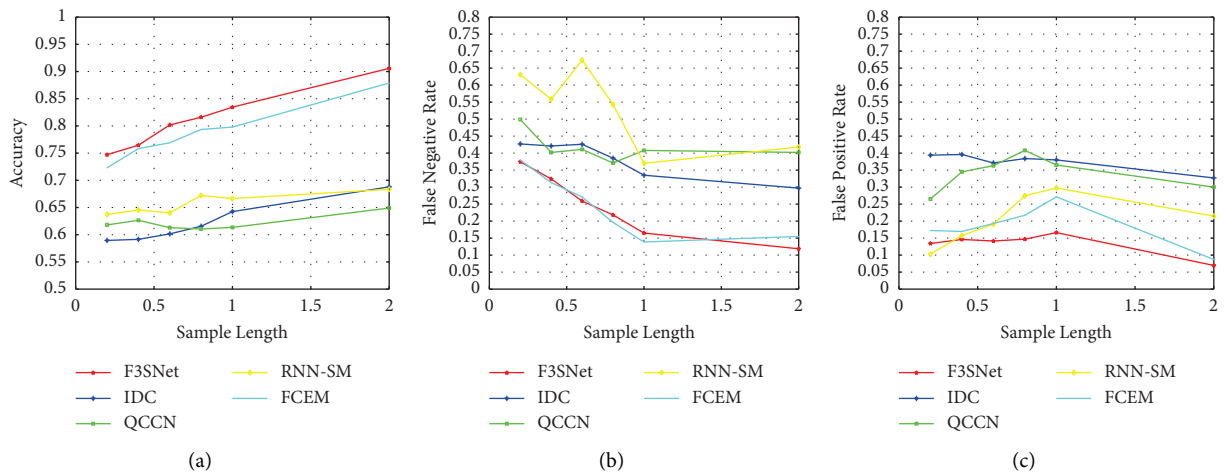 1
0.95
0.9
0.85
0.8
0.75
0.7
0.65
0.6
0.55
0.5
Accuracy
0 0.5 1 1.5 2
Sample Length
F3SNet RNN-SM
IDC FCEM
QCCN
(a)
0.8
0.75
0.7
0.65
0.6
0.55
0.5
0.45
0.4
0.35
0.3
0.25
0.2
0.15
0.1
0.05
0
False Negative Rate
0 0.5 1 1.5 2
Sample Length
F3SNet RNN-SM
IDC FCEM
QCCN
(b)
0.8
0.75
0.7
0.65
0.6
0.55
0.5
0.45
0.4
0.35
0.3
0.25
0.2
0.15
0.1
0.05
0
False Positive Rate
0 0.5 1 1.5 2
Sample Length
F3SNet RNN-SM
IDC FCEM
QCCN
(c)